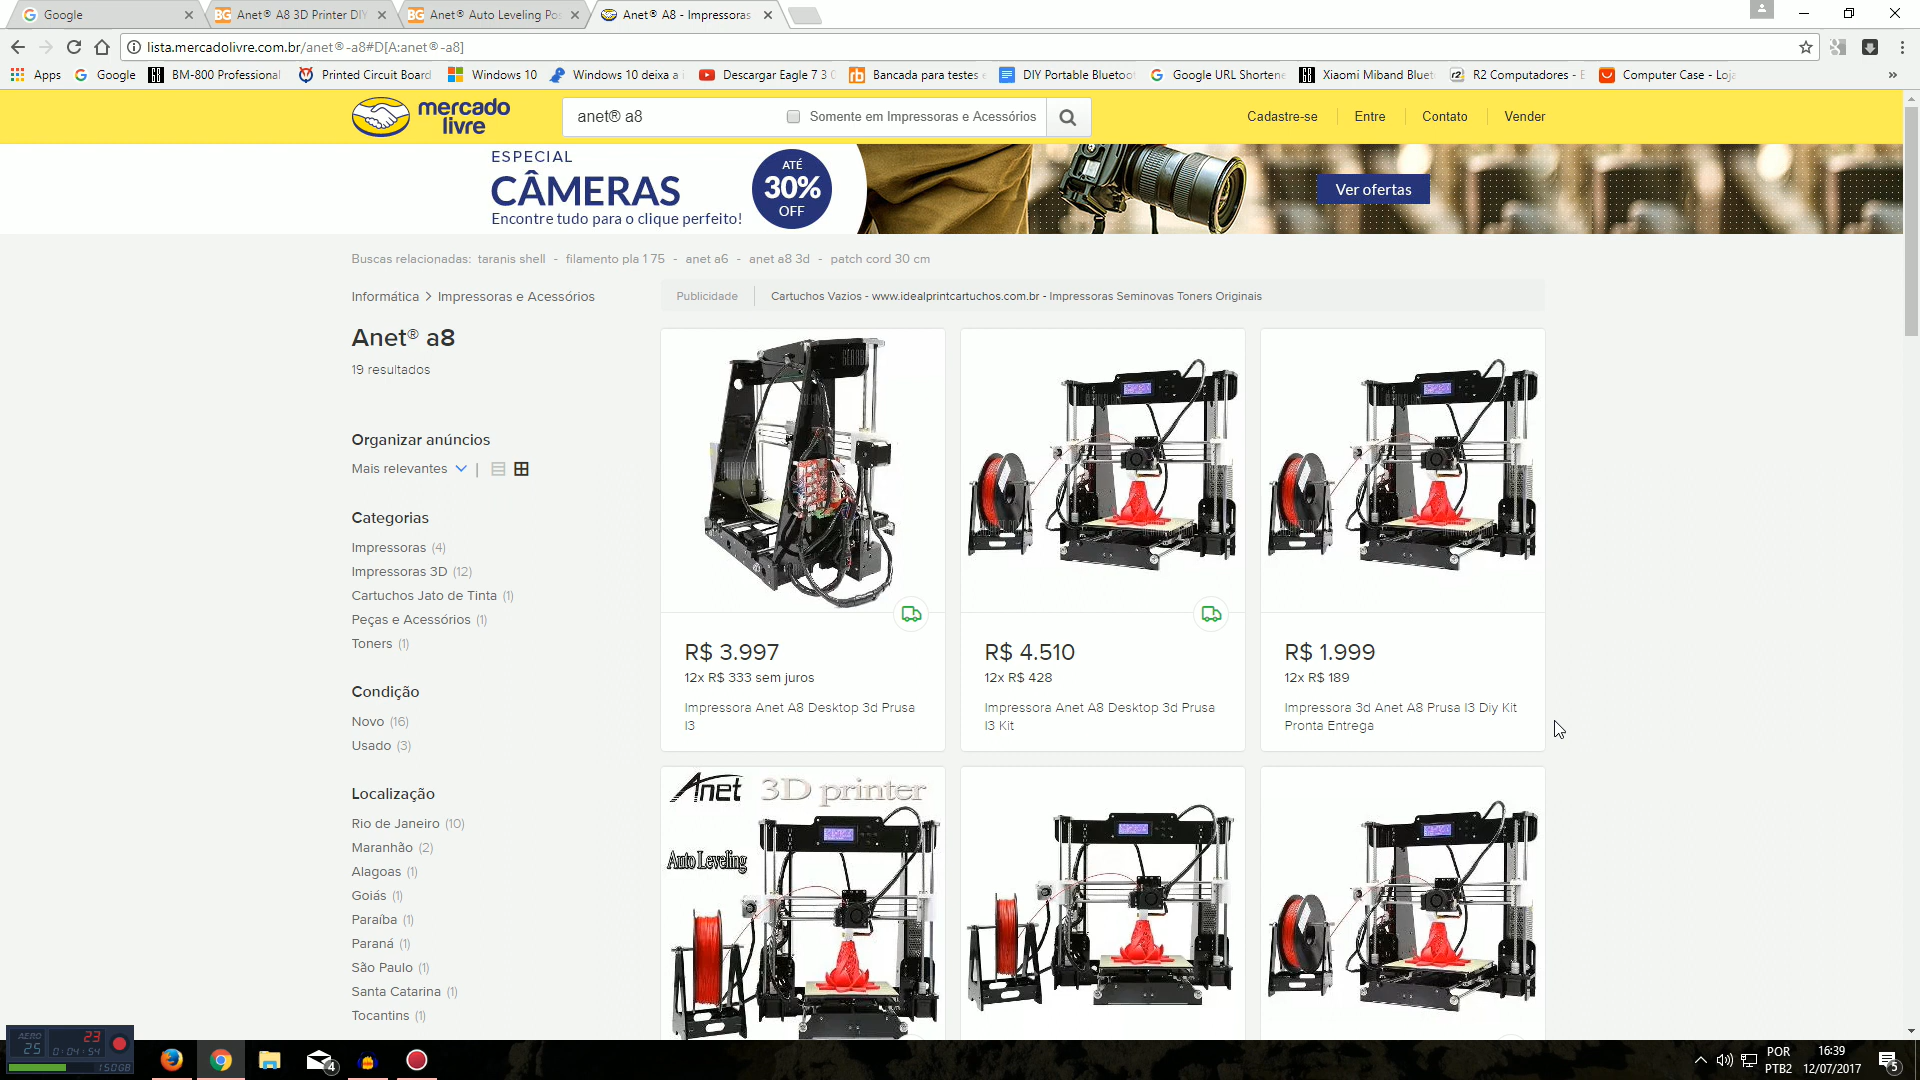 Google
Anet® A8 3D Printer DIY
Anet® Auto Leveling Pos
Anet® A8 - Impressoras
lista.mercadolivre.com.br/anet®-a8#D[A:anet®-a8]
Apps
Google
BM-800 Professional
Printed Circuit Board
Windows 10
Windows 10 deixa a
Descargar Eagle 7 3
Bancada para testes
DIY Portable Bluetoo
Google URL Shortene
Xiaomi Miband Bluet
R2 Computadores - E
Computer Case - Loja
»
mercado
livre
anet® a8
Somente em Impressoras e Acessórios
Cadastre-se
Entre
Contato
Vender
ESPECIAL
CÂMERAS
Encontre tudo para o clique perfeito!
ATÉ
30%
OFF
Ver ofertas
Buscas relacionadas: taranis shell - filamento pla 1 75 - anet a6 - anet a8 3d - patch cord 30 cm
Informática > Impressoras e Acessórios
Publicidade
Cartuchos Vazios - www.idealprintcartuchos.com.br - Impressoras Seminovas Toners Originais
Anet® a8
19 resultados
Organizar anúncios
Mais relevantes
Categorias
Impressoras (4)
Impressoras 3D (12)
Cartuchos Jato de Tinta (1)
Peças e Acessórios (1)
Toners (1)
Condição
Novo (16)
Usado (3)
Localização
Rio de Janeiro (10)
Maranhão (2)
Alagoas (1)
Goiás (1)
Paraíba (1)
Paraná (1)
São Paulo (1)
Santa Catarina (1)
Tocantins (1)
R$ 3.997
12x R$ 333 sem juros
Impressora Anet A8 Desktop 3d Prusa
I3
R$ 4.510
12x R$ 428
Impressora Anet A8 Desktop 3d Prusa
I3 Kit
R$ 1.999
12x R$ 189
Impressora 3d Anet A8 Prusa I3 Diy Kit
Pronta Entrega
Anet 3D printer
Auto Leveling
AERO
25
23
0:04:54
150GB
4
POR
PTB2
16:39
12/07/2017
5